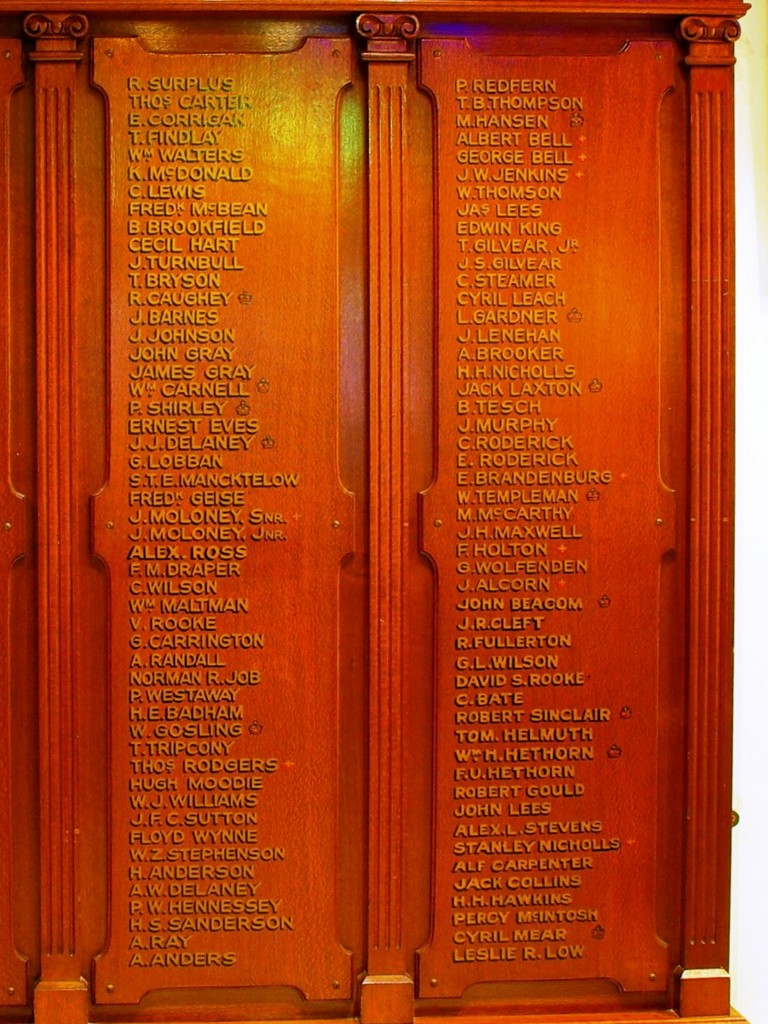 R. SURPLUS
THOS CARTER
E. CORRIGAN
T. FINDLAY
WM WALTERS
K. McDONALD
C. LEWIS
FREDK McBEAN
B. BROOKFIELD
CECIL HART
J. TURNBULL
T. BRYSON
R. CAUGHEY
J. BARNES
J. JOHNSON
JOHN GRAY
JAMES GRAY
WM CARNELL
P. SHIRLEY
ERNEST EVES
J. J. DELANEY
G. LOBBAN
S.T.E. MANCKTELOW
FREDK GEISE
J. MOLONEY, SNR. +
J. MOLONEY, JNR.
ALEX. ROSS
F. M. DRAPER
C. WILSON
WM MALTMAN
V. ROOKE
G. CARRINGTON
A. RANDALL
NORMAN R. JOB
P. WESTAWAY
H. E. BADHAM
W. GOSLING
T. TRIPCONY
THOS RODGERS +
HUGH MOODIE
W. J. WILLIAMS
J. F. C. SUTTON
FLOYD WYNNE
W. Z. STEPHENSON
H. ANDERSON
A. W. DELANEY
P. W. HENNESSEY
H. S. SANDERSON
A. RAY
A. ANDERS
P. REDFERN
T. B. THOMPSON
M. HANSEN
ALBERT BELL +
GEORGE BELL +
J. W. JENKINS +
W. THOMSON
JAS LEES
EDWIN KING
T. GILVEAR, JR
J. S. GILVEAR
C. STEAMER
CYRIL LEACH
L. GARDNER
J. LENEHAN
A. BROOKER
H. H. NICHOLLS
JACK LAXTON
B. TESCH
J. MURPHY
C. RODERICK
E. RODERICK
E. BRANDENBURG +
W. TEMPLEMAN
M. McCARTHY
J. H. MAXWELL
F. HOLTON +
G. WOLFENDEN
J. ALCORN +
JOHN BEACOM
J. R. CLEFT
R. FULLERTON
G. L. WILSON
DAVID S. ROOKE
C. BATE
ROBERT SINCLAIR
TOM. HELMUTH
WM H. HETHORN
F. U. HETHORN
ROBERT GOULD
JOHN LEES
ALEX. L. STEVENS
STANLEY NICHOLLS +
ALF CARPENTER
JACK COLLINS
H. H. HAWKINS
PERCY McINTOSH
CYRIL MEAR
LESLIE R. LOW